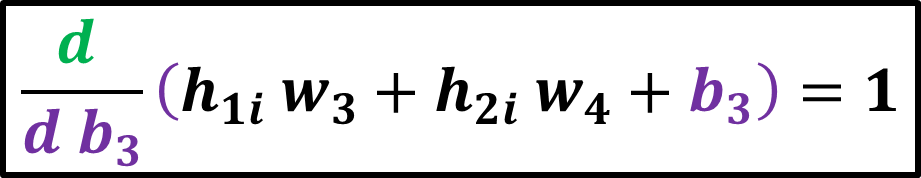 d/(d b₃) (h₁ᵢ w₃ + h₂ᵢ w₄ + b₃) = 1